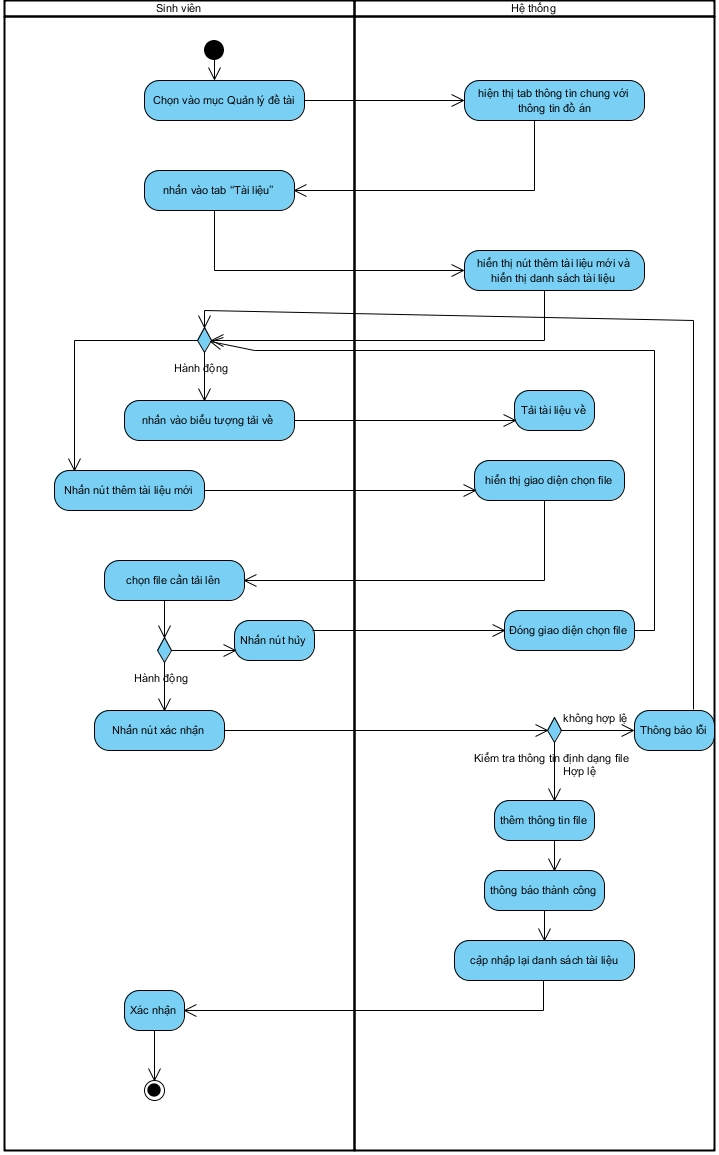 Sinh viên
Hệ thống
Chọn vào mục Quản lý đề tài
hiện thị tab thông tin chung với
thông tin đồ án
nhấn vào tab “Tài liệu”
hiển thị nút thêm tài liệu mới và
hiển thị danh sách tài liệu
Hành động
nhấn vào biểu tượng tải về
Tải tài liệu về
Nhấn nút thêm tài liệu mới
hiển thị giao diện chọn file
chọn file cần tải lên
Nhấn nút hủy
Đóng giao diện chọn file
Hành động
Nhấn nút xác nhận
không hợp lệ
Thông báo lỗi
Kiểm tra thông tin định dạng file
Hợp lệ
thêm thông tin file
thông báo thành công
cập nhập lại danh sách tài liệu
Xác nhận